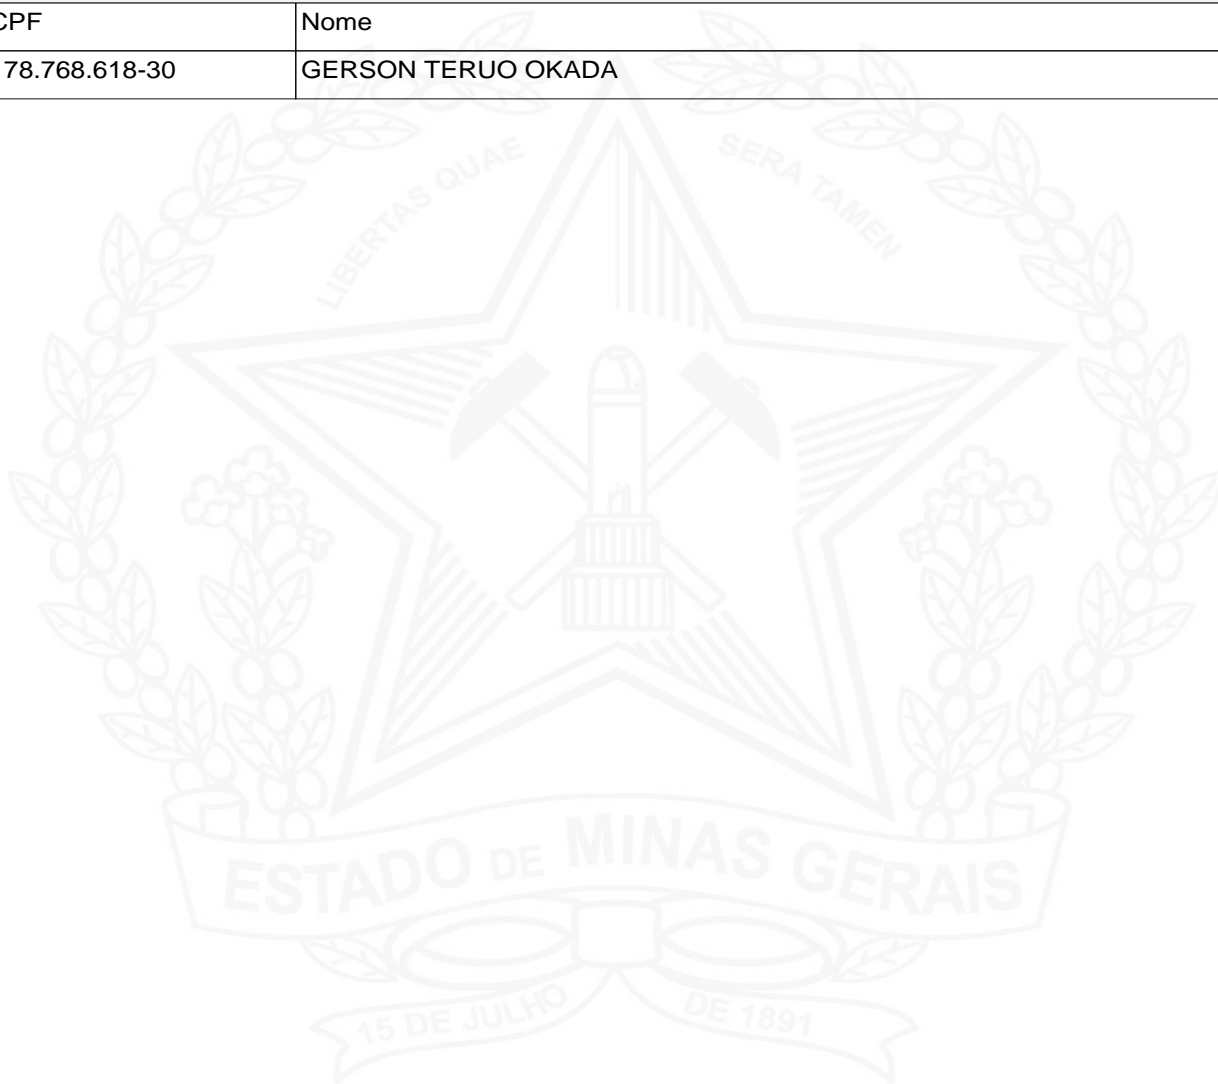 CPF Nome
78.768.618-30 GERSON TERUO OKADA
LIBERTAS QUAE SERA TAMEN
ESTADO DE MINAS GERAIS
15 DE JULHO DE 1891